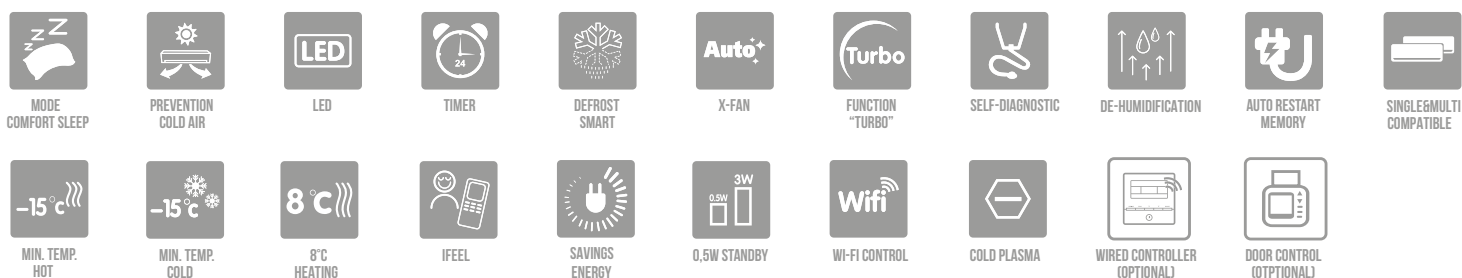 Z Z Z
LED
24
Auto
Turbo
MODE
COMFORT SLEEP
PREVENTION
COLD AIR
LED
TIMER
DEFROST
SMART
X-FAN
FUNCTION
“TURBO”
SELF-DIAGNOSTIC
DE-HUMIDIFICATION
AUTO RESTART
MEMORY
SINGLE&MULTI
COMPATIBLE
-15°c
-15°c
8°C
0.5W
3W
Wifi
MIN. TEMP.
HOT
MIN. TEMP.
COLD
8°C
HEATING
IFEEL
SAVINGS
ENERGY
0,5W STANDBY
WI-FI CONTROL
COLD PLASMA
WIRED CONTROLLER
(OPTIONAL)
DOOR CONTROL
(OTPTIONAL)